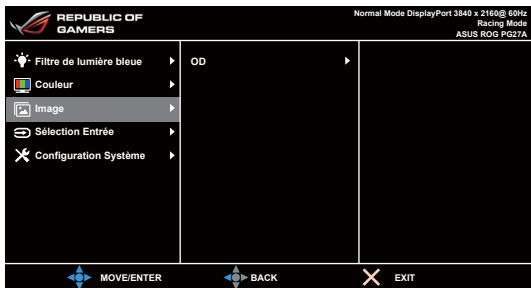 REPUBLIC OF
GAMERS
Normal Mode DisplayPort 3840 x 2160@ 60Hz
Racing Mode
ASUS ROG PG27A
Filtre de lumière bleue
OD
Couleur
Image
Sélection Entrée
Configuration Système
MOVE/ENTER
BACK
EXIT